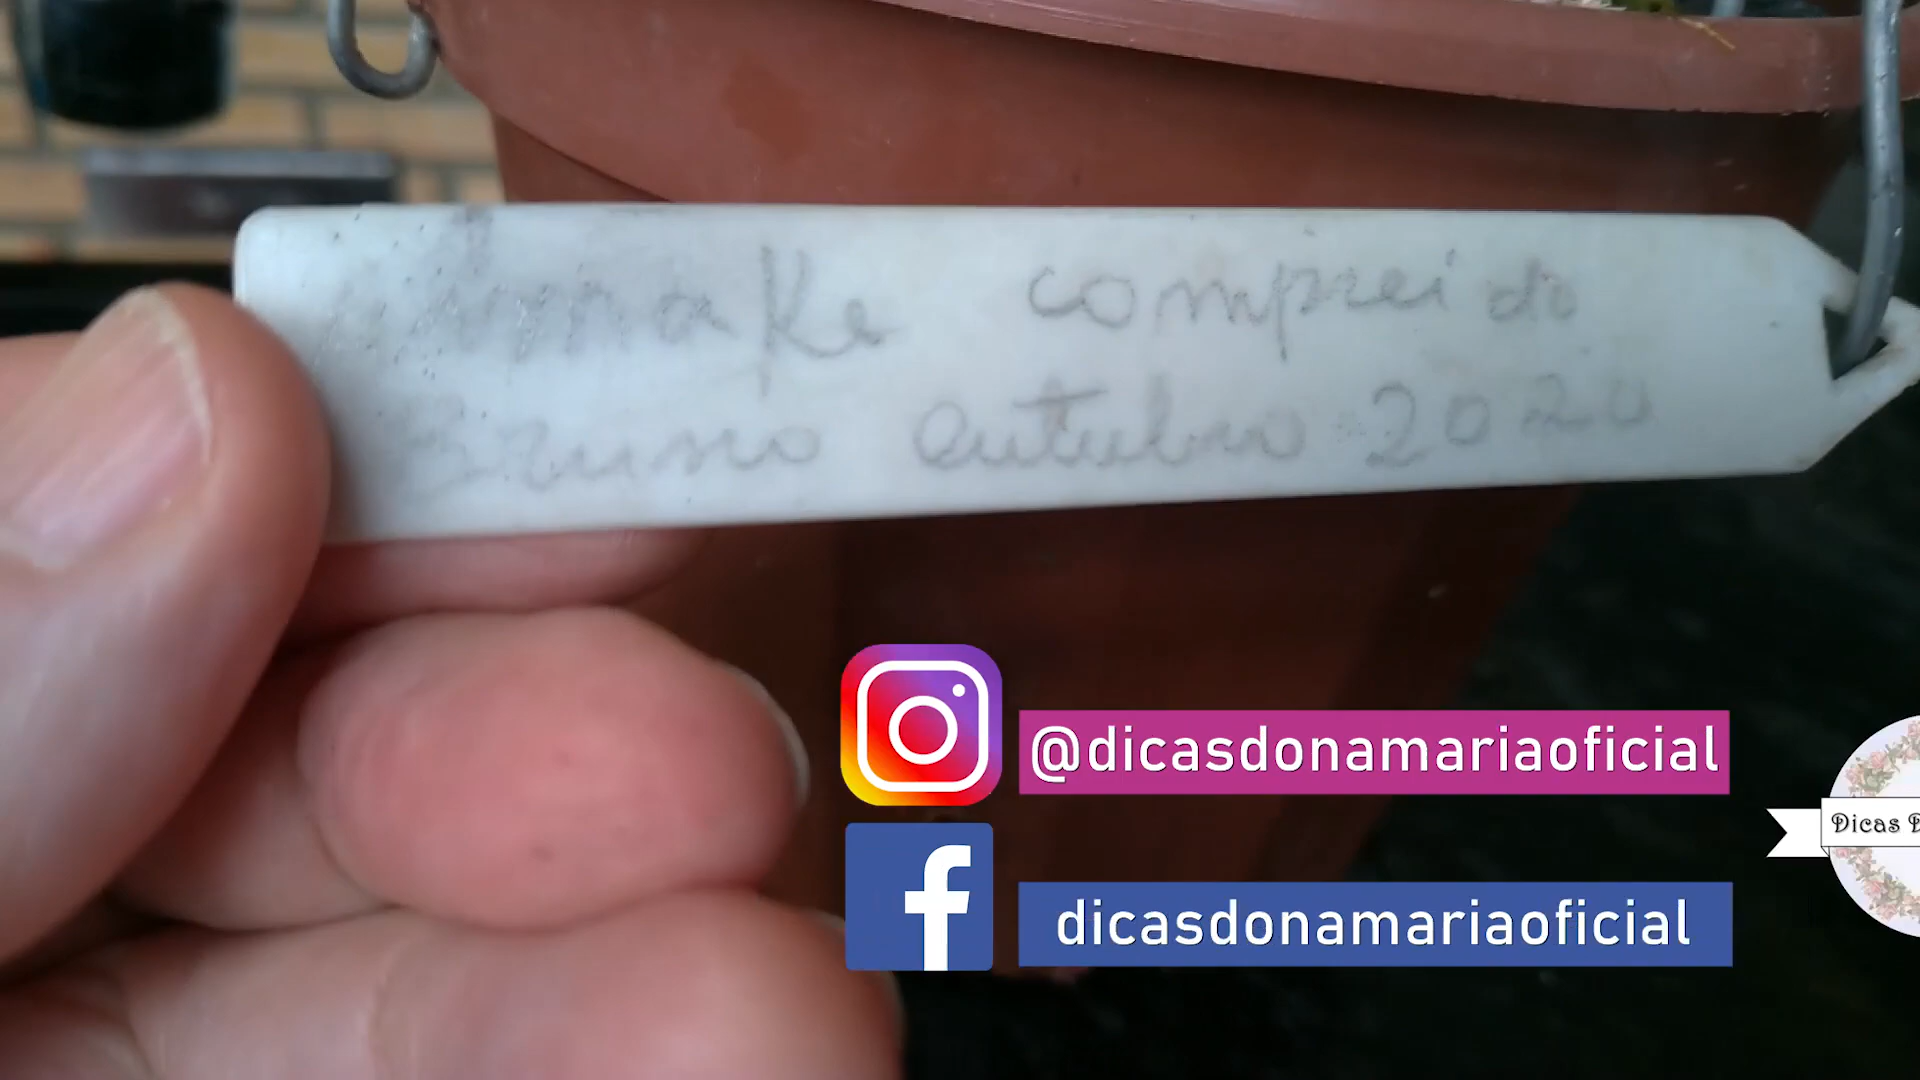 comprei do
Bruno outubro 2020
@dicasdonamariaoficial
dicasdonamariaoficial
Dicas D